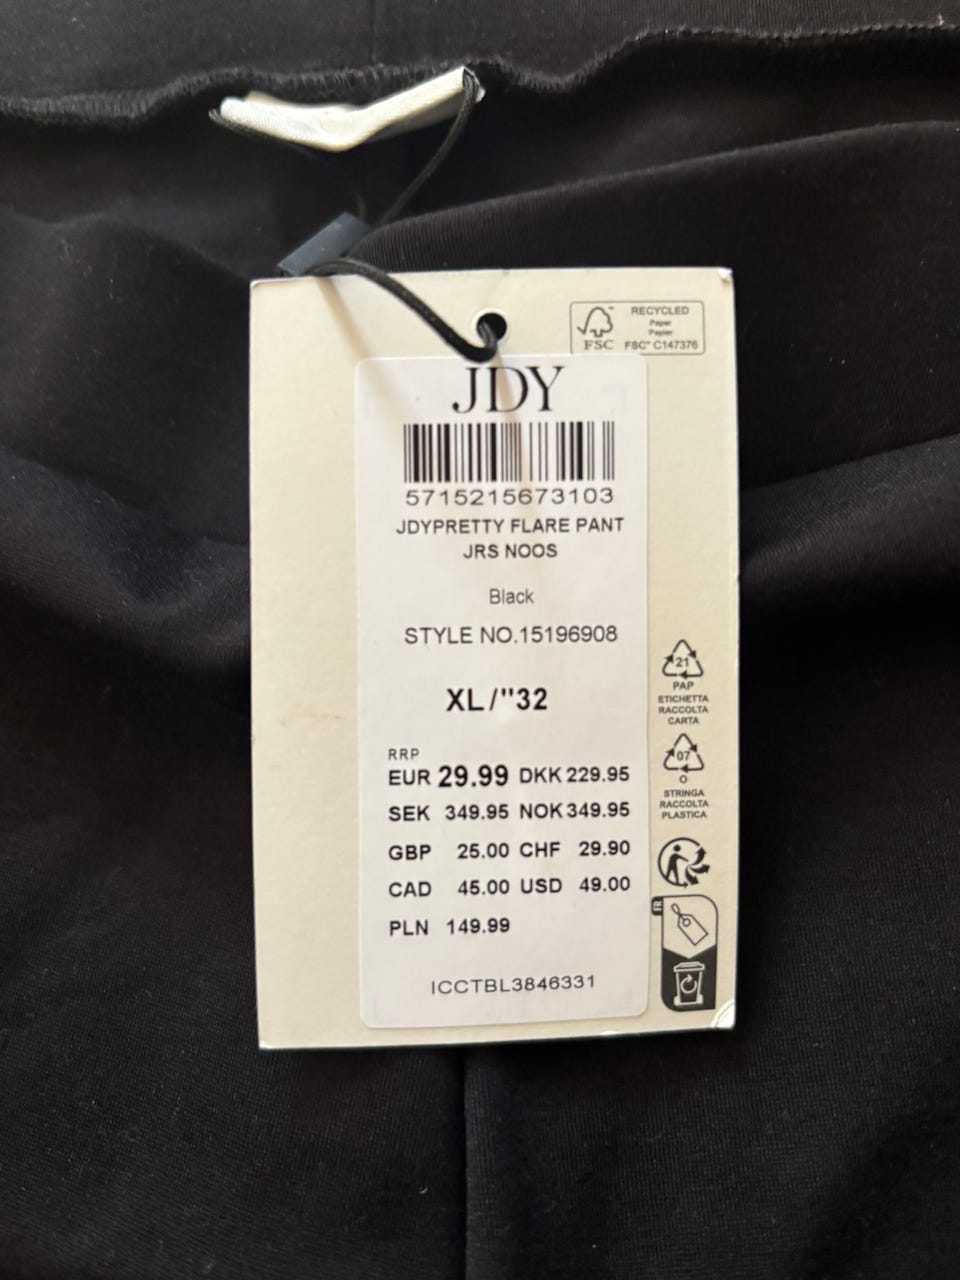 RECYCLED
Paper
Papier
FSC™ C147376
FSC
JDY
5715215673103
JDYPRETTY FLARE PANT
JRS NOOS
Black
STYLE NO.15196908
XL/"32
RRP
EUR 29.99 DKK 229.95
SEK 349.95 NOK 349.95
GBP 25.00 CHF 29.90
CAD 45.00 USD 49.00
PLN 149.99
ICCTBL3846331
21
PAP
ETICHETTA
RACCOLTA
CARTA
07
O
STRINGA
RACCOLTA
PLASTICA
FR